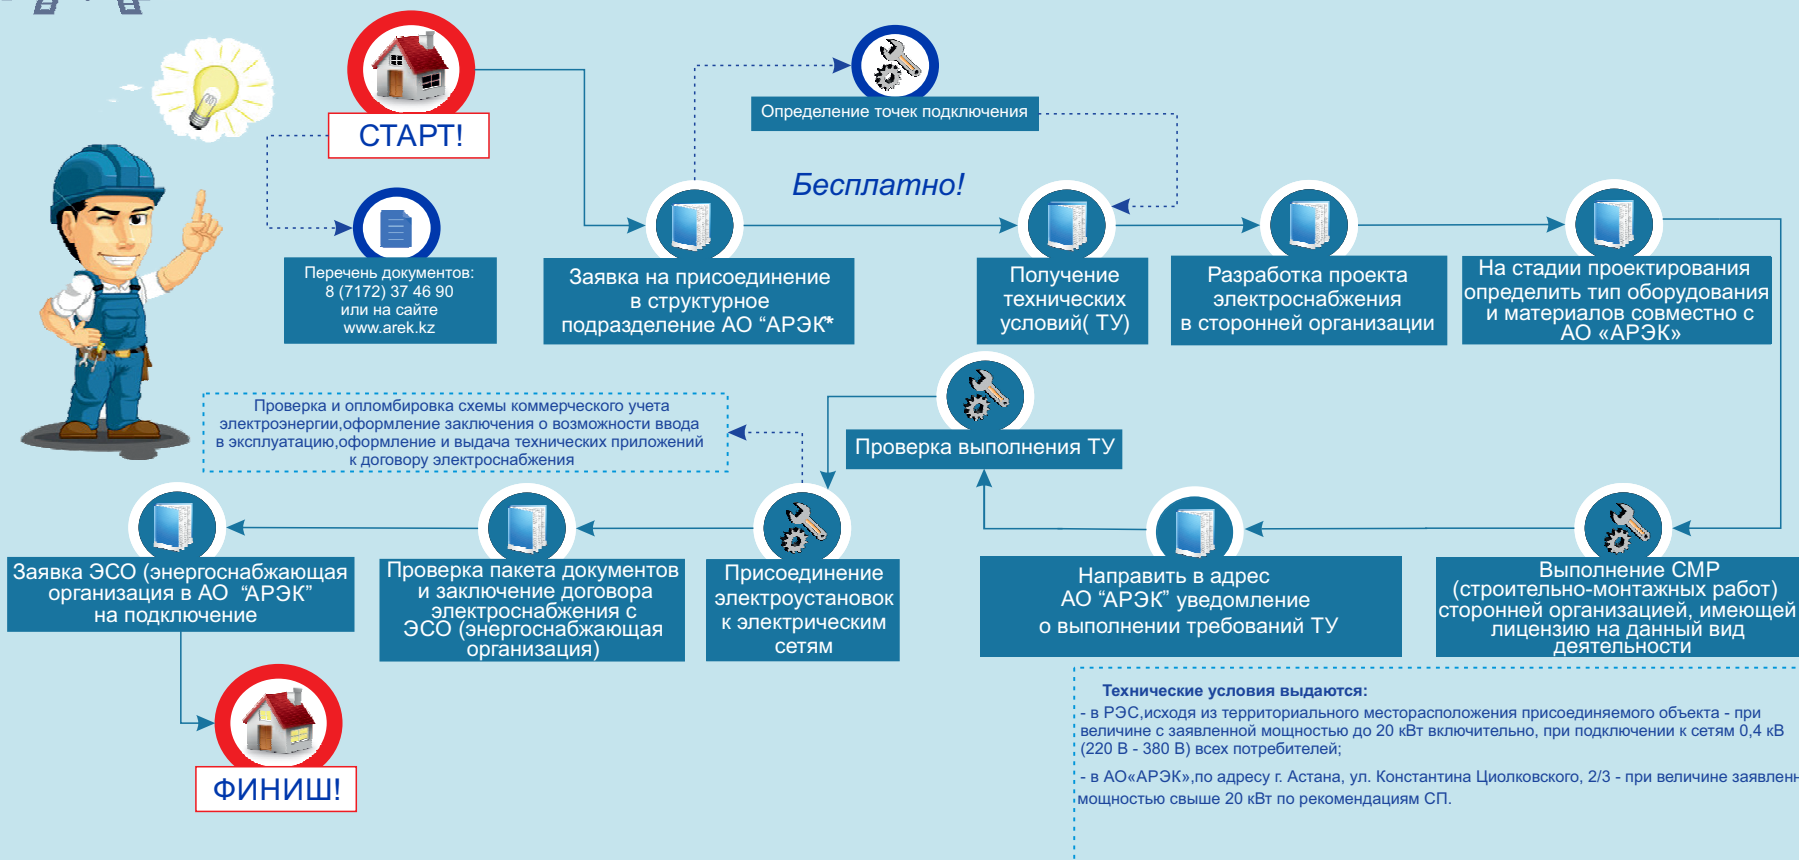 СТАРТ!
Определение точек подключения
Бесплатно!
Перечень документов:
8 (7172) 37 46 90
или на сайте
www.arek.kz
Заявка на присоединение
в структурное
подразделение АО “АРЭК*
Получение
технических
условий( ТУ)
Разработка проекта
электроснабжения
в сторонней организации
На стадии проектирования
определить тип оборудования
и материалов совместно с
АО «АРЭК»
Проверка и опломбировка схемы коммерческого учета
электроэнергии,оформление заключения о возможности ввода
в эксплуатацию,оформление и выдача технических приложений
к договору электроснабжения
Проверка выполнения ТУ
Заявка ЭСО (энергоснабжающая
организация в АО “АРЭК”
на подключение
Проверка пакета документов
и заключение договора
электроснабжения с
ЭСО (энергоснабжающая
организация)
Присоединение
электроустановок
к электрическим
сетям
Направить в адрес
АО “АРЭК” уведомление
о выполнении требований ТУ
Выполнение СМР
(строительно-монтажных работ)
сторонней организацией, имеющей
лицензию на данный вид
деятельности
ФИНИШ!
Технические условия выдаются:
- в РЭС,исходя из территориального месторасположения присоединяемого объекта - при
величине с заявленной мощностью до 20 кВт включительно, при подключении к сетям 0,4 кВ
(220 В - 380 В) всех потребителей;
- в АО«АРЭК»,по адресу г. Астана, ул. Константина Циолковского, 2/3 - при величине заявленн
мощностью свыше 20 кВт по рекомендациям СП.